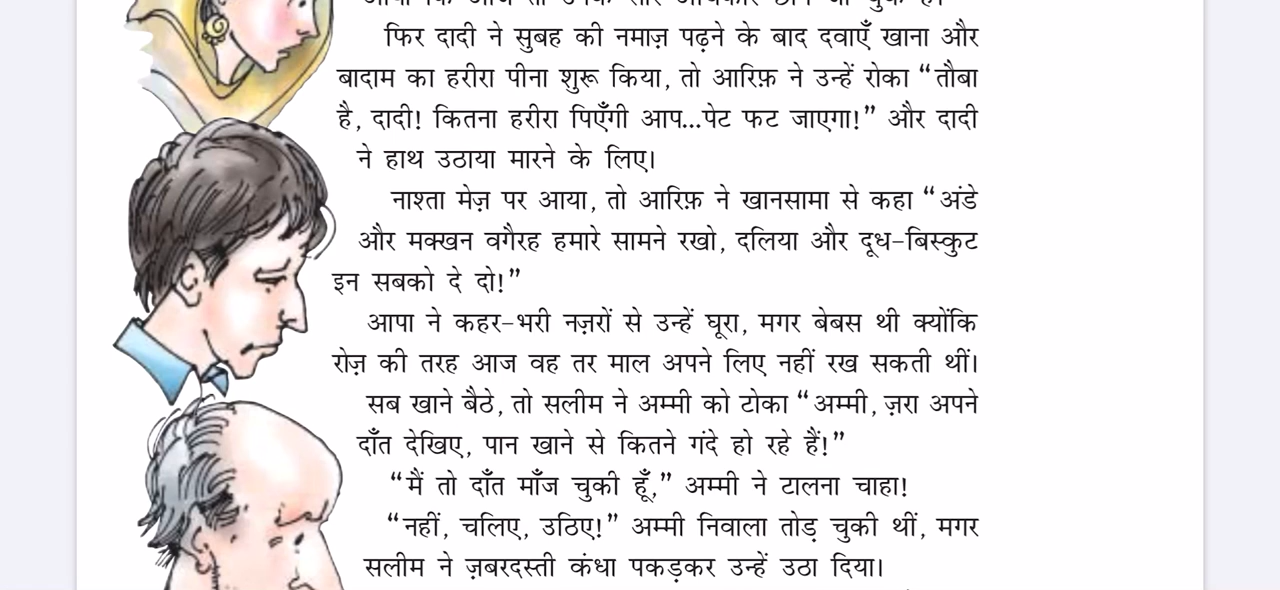 फिर दादी ने सुबह की नमाज़ पढ़ने के बाद दवाएँ खाना और
बादाम का हरीरा पीना शुरू किया, तो आरिफ़ ने उन्हें रोका “तौबा
है, दादी! कितना हरीरा पिएँगी आप...पेट फट जाएगा!” और दादी
ने हाथ उठाया मारने के लिए।
नाश्ता मेज़ पर आया, तो आरिफ़ ने खानसामा से कहा “अंडे
और मक्खन वगैरह हमारे सामने रखो, दलिया और दूध-बिस्कुट
इन सबको दे दो!”
आपा ने कहर-भरी नज़रों से उन्हें घूरा, मगर बेबस थी क्योंकि
रोज़ की तरह आज वह तर माल अपने लिए नहीं रख सकती थीं।
सब खाने बैठे, तो सलीम ने अम्मी को टोका “अम्मी, ज़रा अपने
दाँत देखिए, पान खाने से कितने गंदे हो रहे हैं!”
“मैं तो दाँत माँज चुकी हूँ,” अम्मी ने टालना चाहा!
“नहीं, चलिए, उठिए!” अम्मी निवाला तोड़ चुकी थीं, मगर
सलीम ने ज़बरदस्ती कंधा पकड़कर उन्हें उठा दिया।